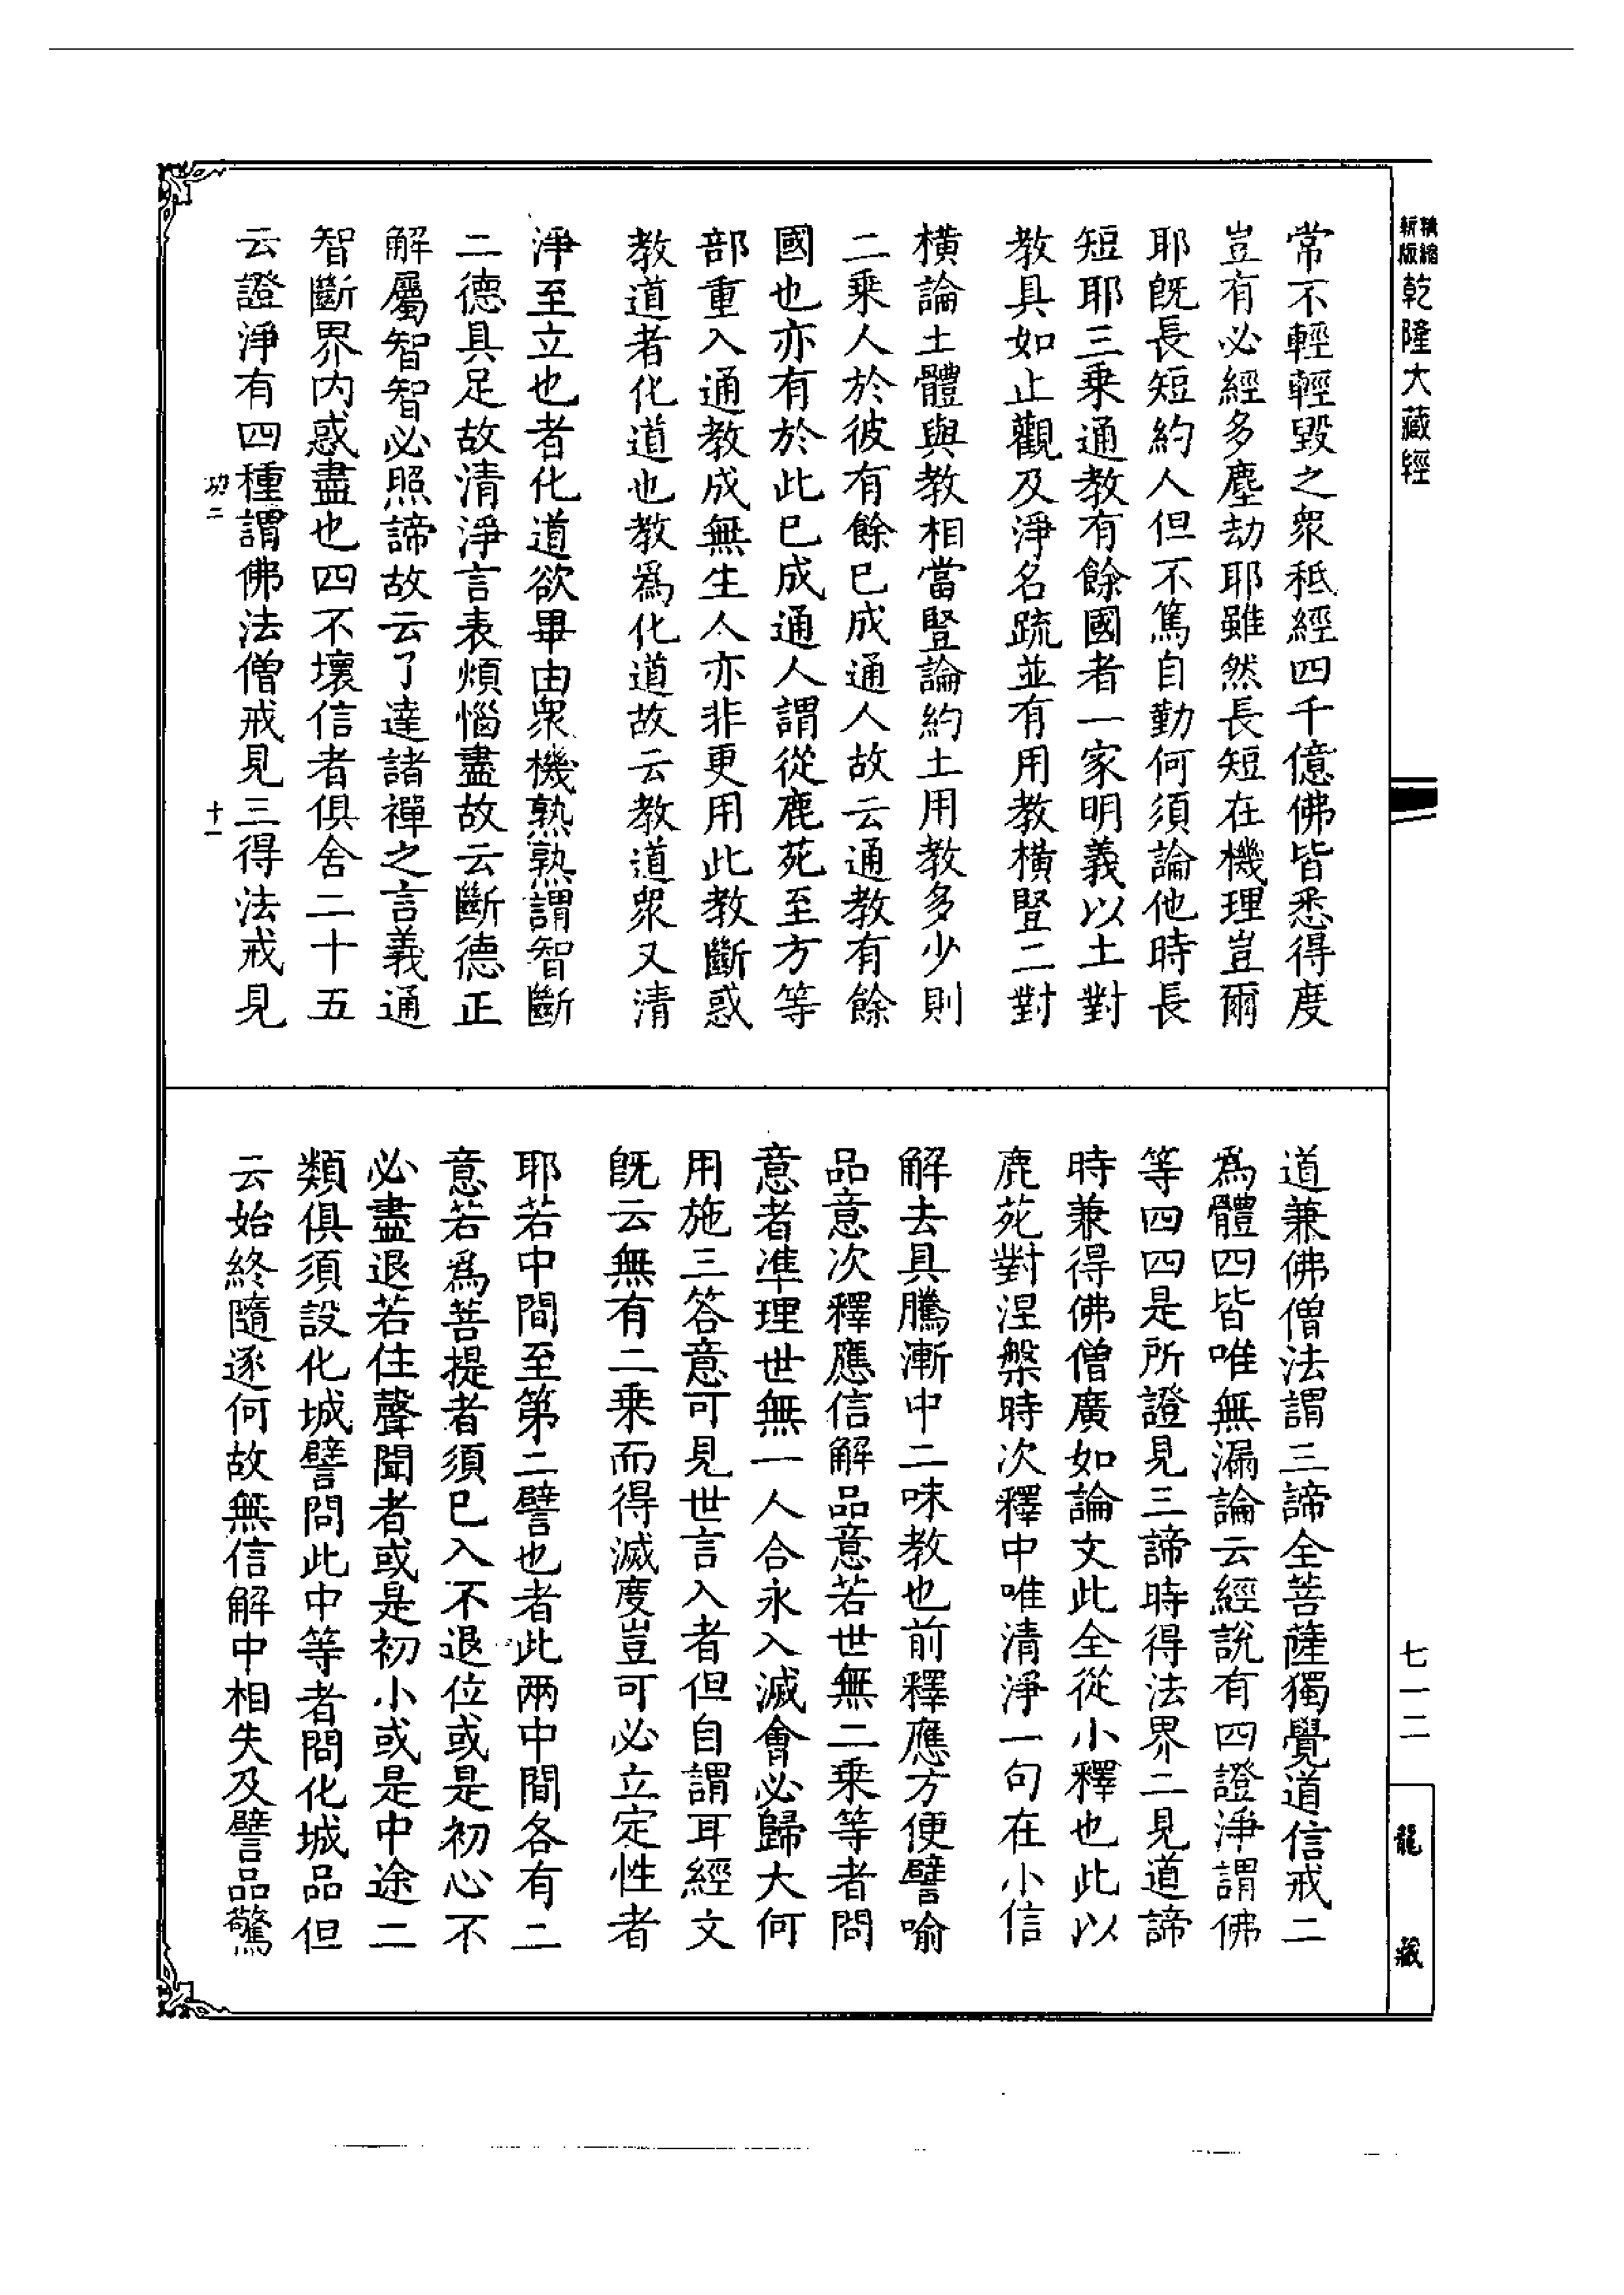 精縮
新版
乾隆大藏經
七一二
龍藏
常不輕輕毀之眾秪經四千億佛皆悉得度
豈有必經多塵劫耶雖然長短在機理豈爾
耶既長短約人但不篤自勤何須論他時長
短耶三乘通教有餘國者一家明義以土對
教具如止觀及淨名疏並有用教橫豎二對
橫論土體與教相當豎論約土用教多少則
二乘人於彼有餘已成通人故云通教有餘
國也亦有於此已成通人謂從鹿苑至方等
部重入通教成無生人亦非更用此教斷惑
教道者化道也教為化道故云教道眾又清
淨至立也者化道欲畢由眾機熟熟謂智斷
二德具足故清淨言表煩惱盡故云斷德正
解屬智智必照諦故云了達諸禪之言義通
智斷界內惑盡也四不壞信者俱舍二十五
云證淨有四種謂佛法僧戒見三得法戒見
功二
十一
道兼佛僧法謂三諦全菩薩獨覺道信戒二
為體四皆唯無漏論云經說有四證淨謂佛
等四四是所證見三諦時得法界二見道諦
時兼得佛僧廣如論文此全從小釋也此以
鹿苑對涅槃時次釋中唯清淨一句在小信
解去具騰漸中二味教也前釋應方便譬喻
品意次釋應信解品意若世無二乘等者問
意者準理世無一人合永入滅會必歸大何
用施三答意可見世言入者但自謂耳經文
既云無有二乘而得滅度豈可必立定性者
耶若中間至第二譬也者此兩中間各有二
意若為菩提者須已入不退位或是初心不
必盡退若住聲聞者或是初小或是中途二
類俱須設化城譬問此中等者問化城品但
云始終隨逐何故無信解中相失及譬品驚